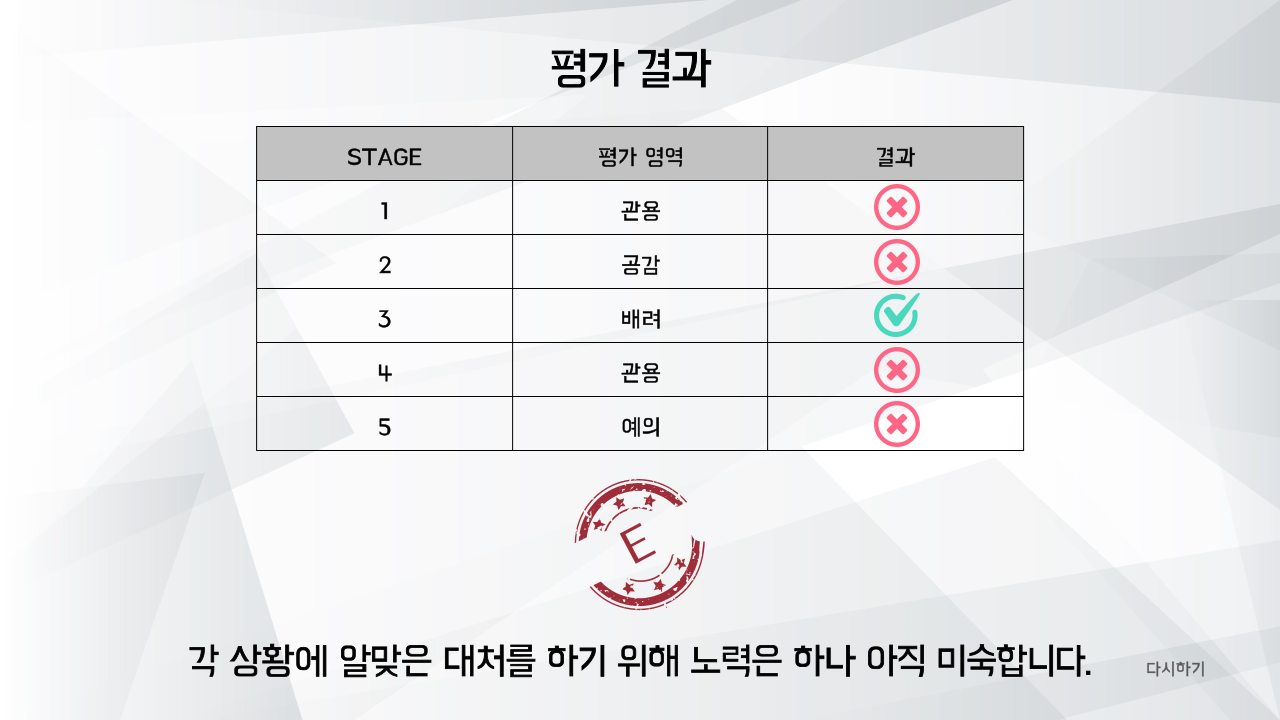 평가 결과
STAGE 평가 영역 결과
1 관용
2 공감
3 배려
4 관용
5 예의
E
각 상황에 알맞은 대처를 하기 위해 노력은 하나 아직 미숙합니다.
다시하기